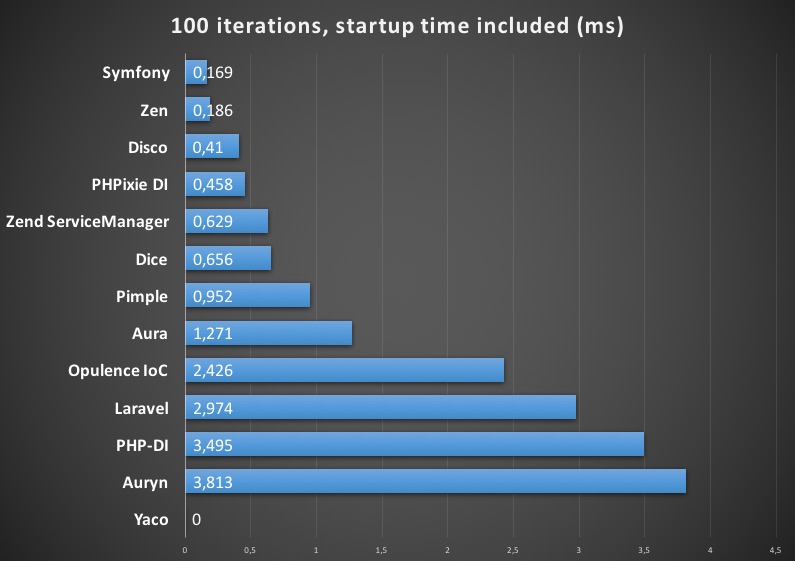 100 iterations, startup time included (ms)
Symfony 0,169
Zen 0,186
Disco 0,41
PHPixie DI 0,458
Zend ServiceManager 0,629
Dice 0,656
Pimple 0,952
Aura 1,271
Opulence IoC 2,426
Laravel 2,974
PHP-DI 3,495
Auryn 3,813
Yaco 0
0 0,5 1 1,5 2 2,5 3 3,5 4 4,5